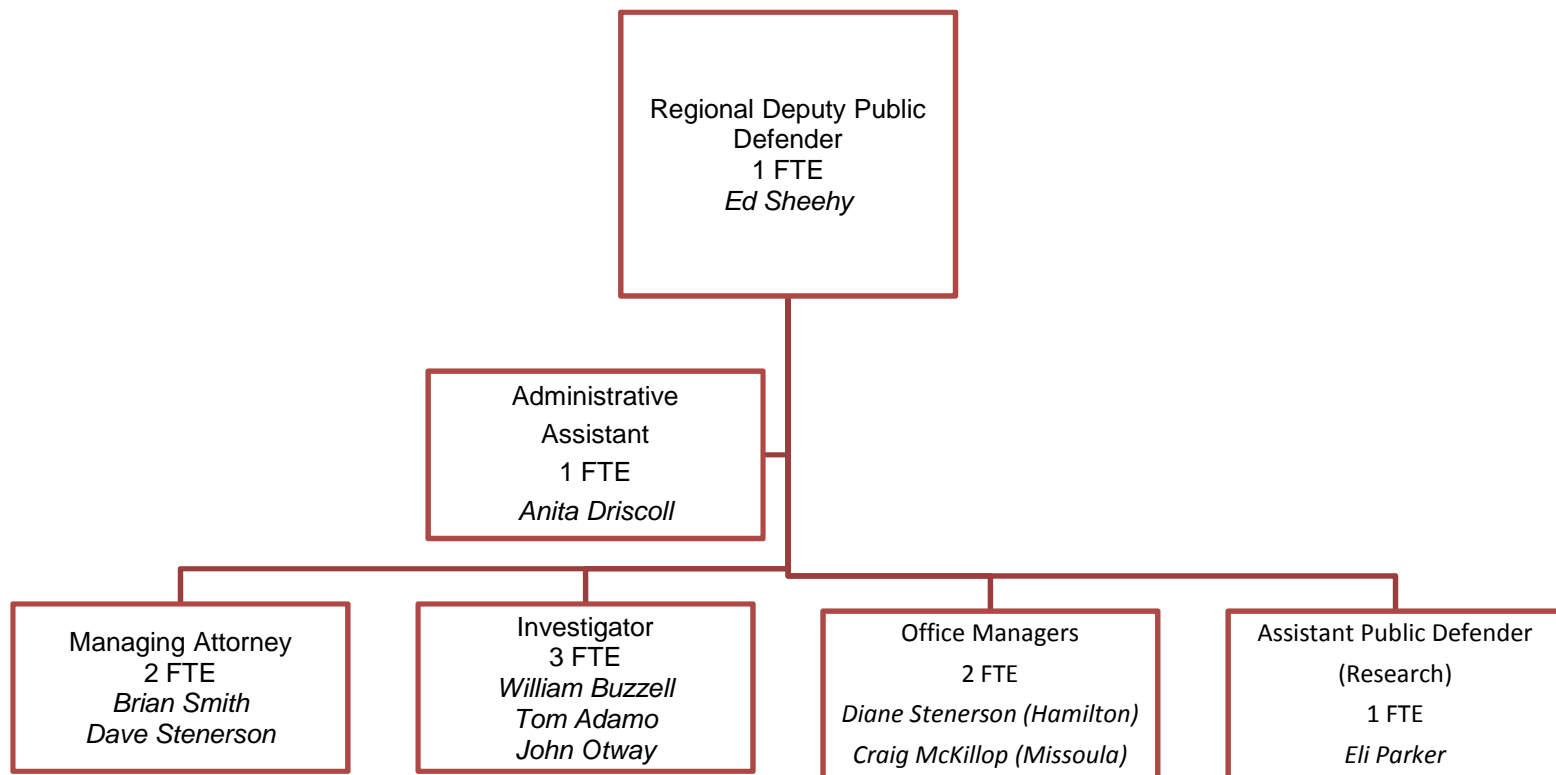 Regional Deputy Public
Defender
1 FTE
Ed Sheehy
Administrative
Assistant
1 FTE
Anita Driscoll
Managing Attorney
2 FTE
Brian Smith
Dave Stenerson
Investigator
3 FTE
William Buzzell
Tom Adamo
John Otway
Office Managers
2 FTE
Diane Stenerson (Hamilton)
Craig McKillop (Missoula)
Assistant Public Defender
(Research)
1 FTE
Eli Parker